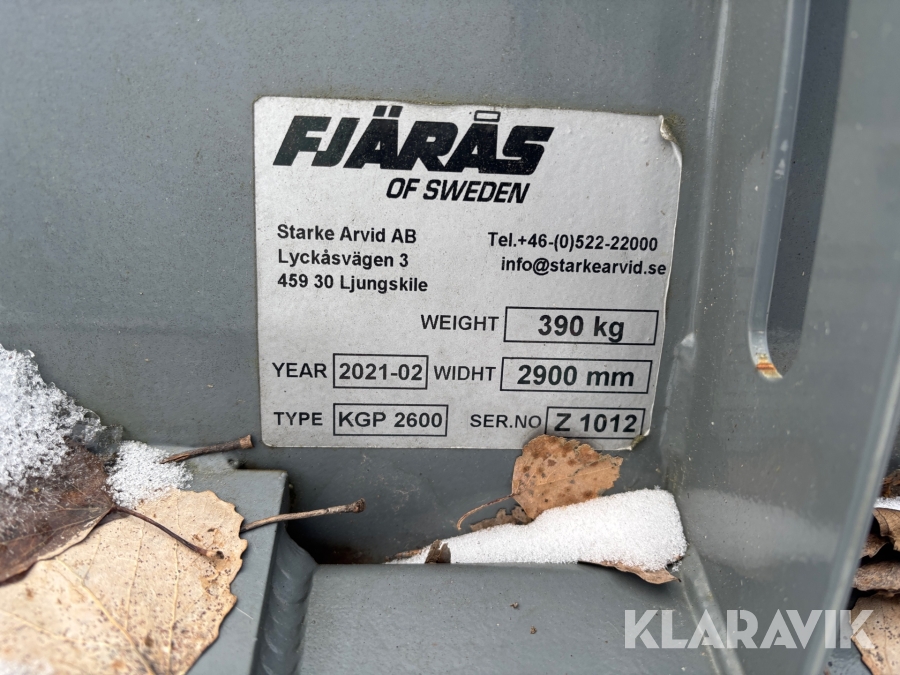 FJÄRÅS
OF SWEDEN
Starke Arvid AB
Lyckåsvägen 3
459 30 Ljungskile
Tel.+46-(0)522-22000
info@starkearvid.se
WEIGHT 390 kg
YEAR 2021-02 WIDHT 2900 mm
TYPE KGP 2600 SER.NO Z 1012
KLARAVIK